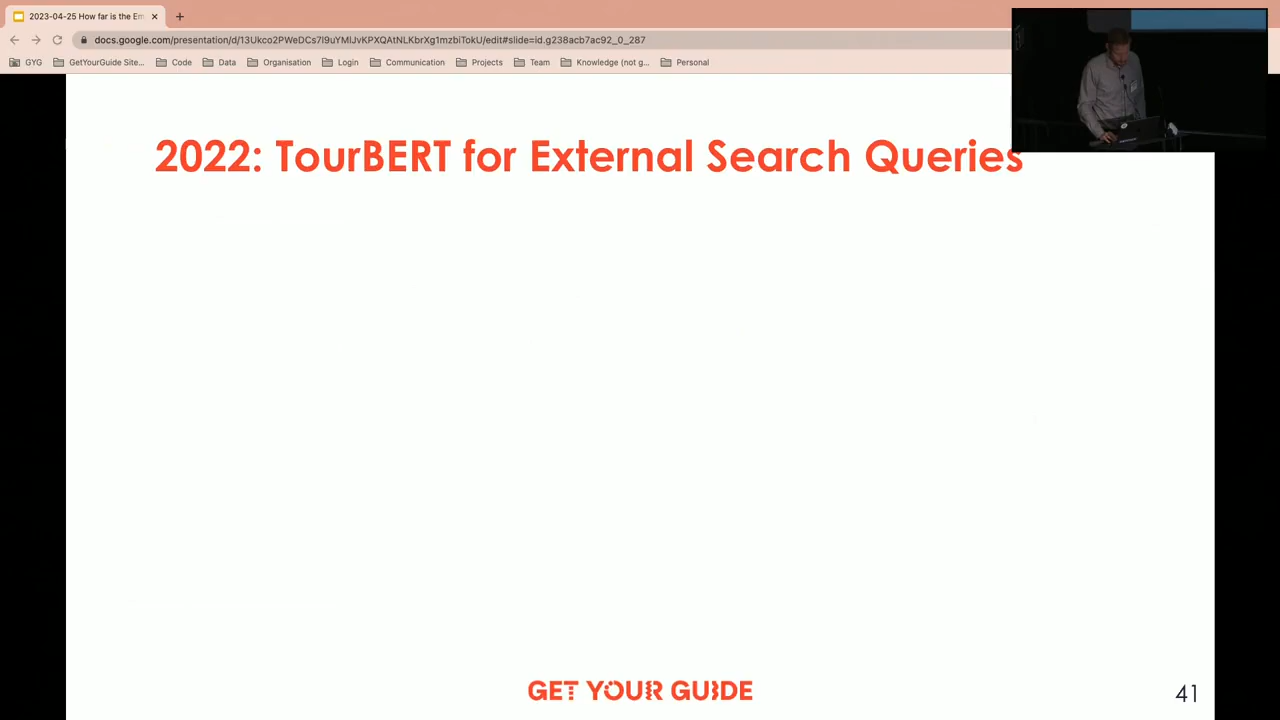 2023-04-25 How far is the Em
docs.google.com/presentation/d/13Ukco2PWeDCs7I9uYMIJvKPXQAtNLKbrXg1mzbiTokU/edit#slide=id.g238acb7ac92_0_287
GYG GetYourGuide Site... Code Data Organisation Login Communication Projects Team Knowledge (not g... Personal
2022: TourBERT for External Search Queries
GET YOUR GUIDE
41